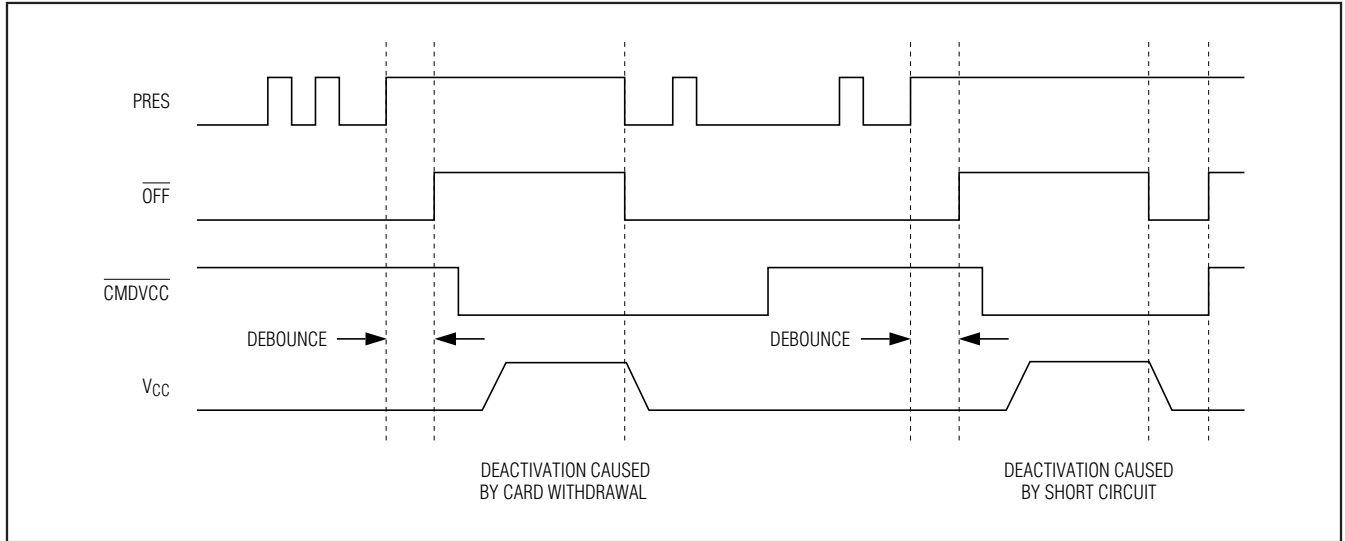 PRES
OFF
CMDVCC
DEBOUNCE
DEBOUNCE
VCC
DEACTIVATION CAUSED
BY CARD WITHDRAWAL
DEACTIVATION CAUSED
BY SHORT CIRCUIT